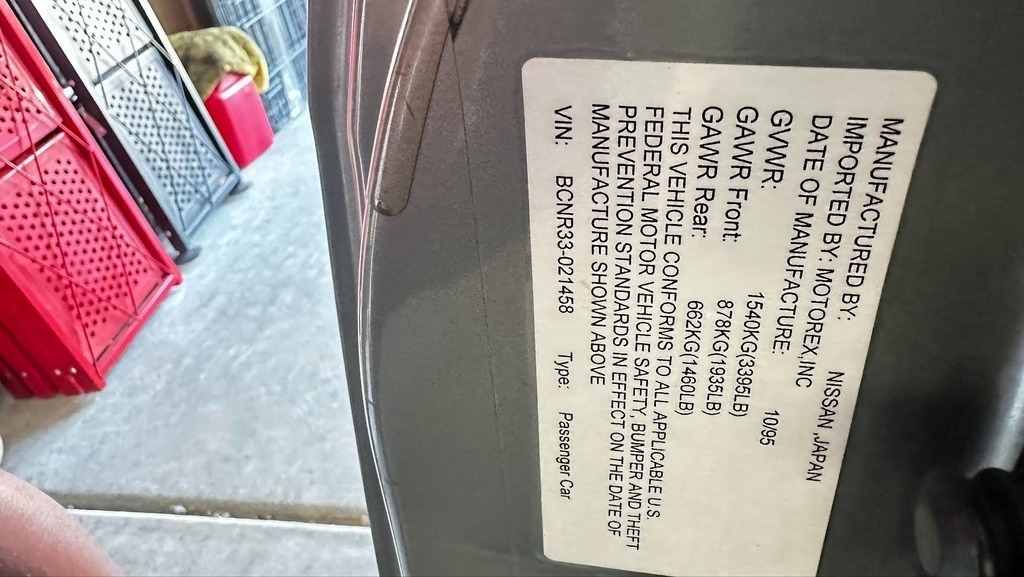 MANUFACTURED BY: NISSAN ,JAPAN
IMPORTED BY: MOTOREX,INC
DATE OF MANUFACTURE: 10/95
GVWR: 1540KG(3395LB)
GAWR Front: 878KG(1935LB)
GAWR Rear: 662KG(1460LB)
THIS VEHICLE CONFORMS TO ALL APPLICABLE U.S.
FEDERAL MOTOR VEHICLE SAFETY, BUMPER AND THEFT
PREVENTION STANDARDS IN EFFECT ON THE DATE OF
MANUFACTURE SHOWN ABOVE
VIN: BCNR33-021458 Type: Passenger Car